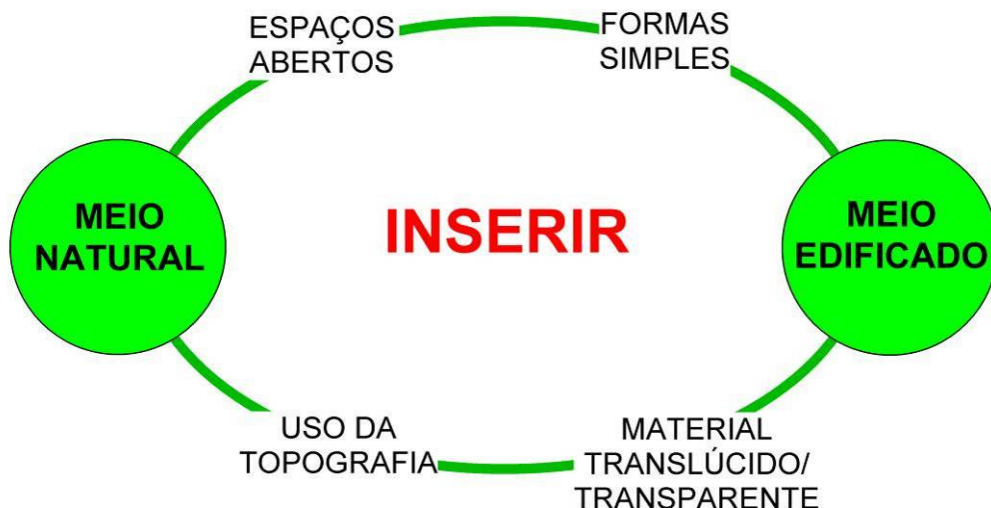 ESPAÇOS
ABERTOS
FORMAS
SIMPLES
MEIO
NATURAL
INSERIR
MEIO
EDIFICADO
USO DA
TOPOGRAFIA
MATERIAL
TRANSLÚCIDO/
TRANSPARENTE